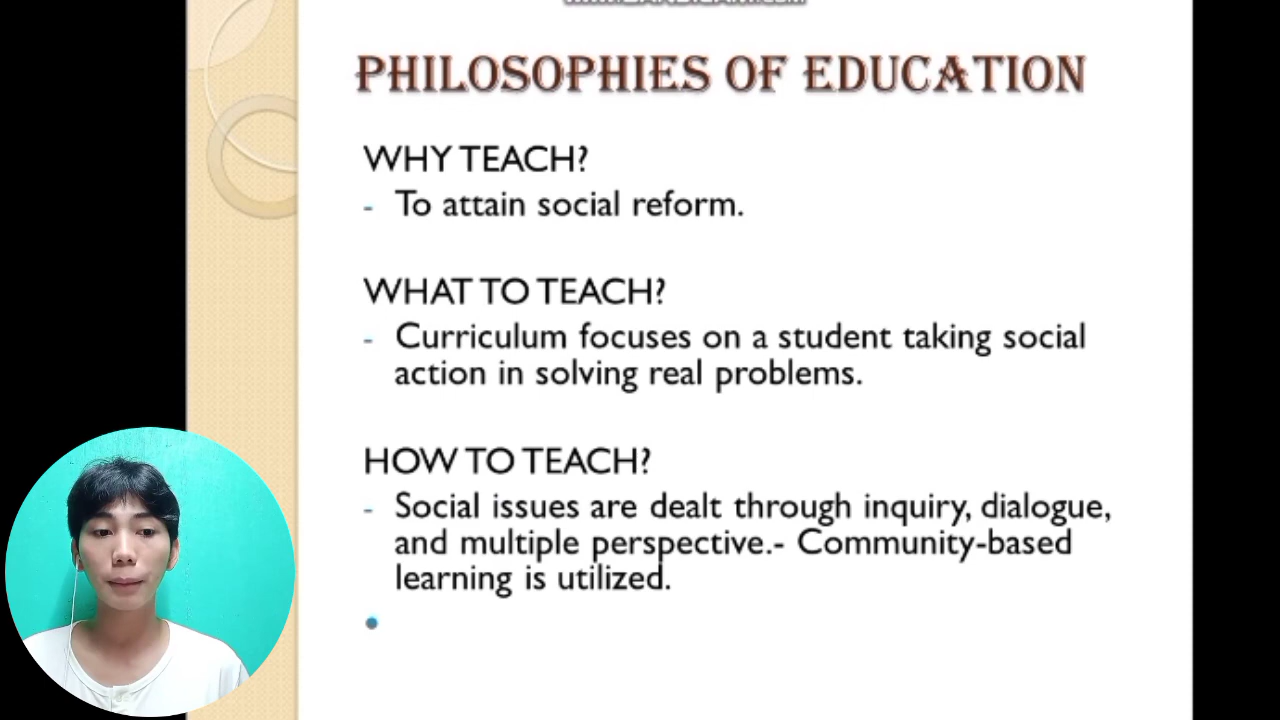 PHILOSOPHIES OF EDUCATION
WHY TEACH?
- To attain social reform.
WHAT TO TEACH?
- Curriculum focuses on a student taking social
action in solving real problems.
HOW TO TEACH?
- Social issues are dealt through inquiry, dialogue,
and multiple perspective.- Community-based
learning is utilized.